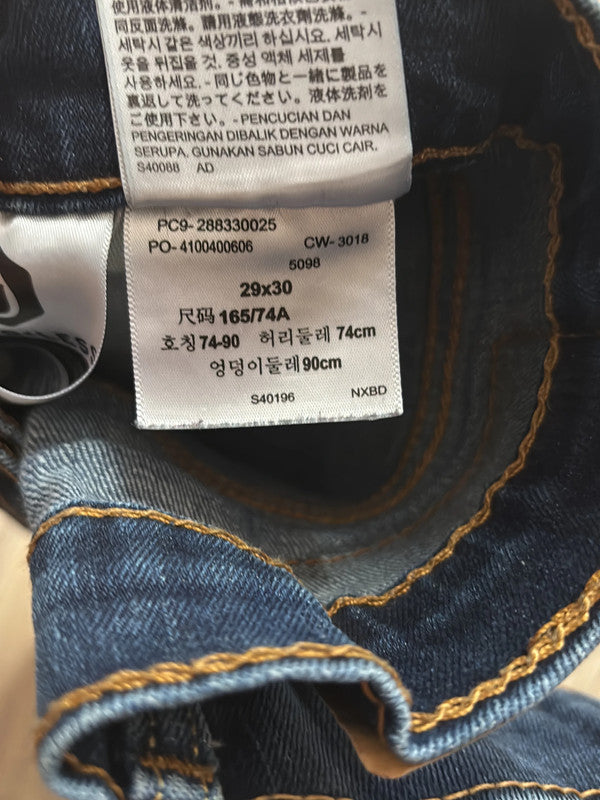 使用液体清洁剂。
同反面洗滌。請用液態洗衣劑洗滌。-
세탁시 같은 색상끼리 하십시요. 세탁시
옷을 뒤집을 것. 중성 액체 세제를
사용하세요. - 同じ色物と一緒に製品を
裏返して洗ってください。液体洗剤を
ご使用下さい。- PENCUCIAN DAN
PENGERINGAN DIBALIK DENGAN WARNA
SERUPA. GUNAKAN SABUN CUCI CAIR.
S40088 AD
PC9- 288330025
PO- 4100400606 CW- 3018
5098
29x30
尺码 165/74A
호칭 74-90 허리둘레 74cm
엉덩이둘레 90cm
S40196 NXBD